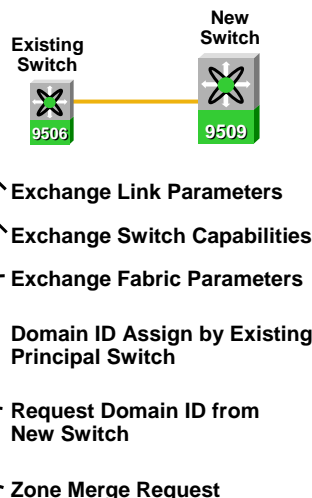 New
Switch
Existing
Switch
9506
9509
Exchange Link Parameters
Exchange Switch Capabilities
Exchange Fabric Parameters
Domain ID Assign by Existing
Principal Switch
Request Domain ID from
New Switch
Zone Merge Request